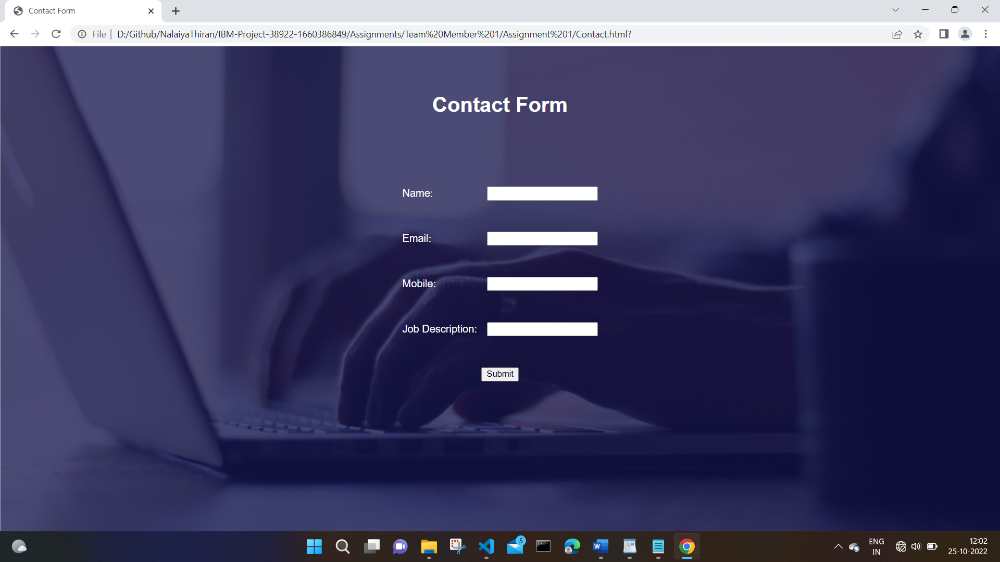 Contact Form
File
D:/Github/NalaiyaThiran/IBM-Project-38922-1660386849/Assignments/Team%20Member%201/Assignment%201/Contact.html?
Contact Form
Name:
Email:
Mobile:
Job Description:
Submit
5
ENG
IN
12:02
25-10-2022